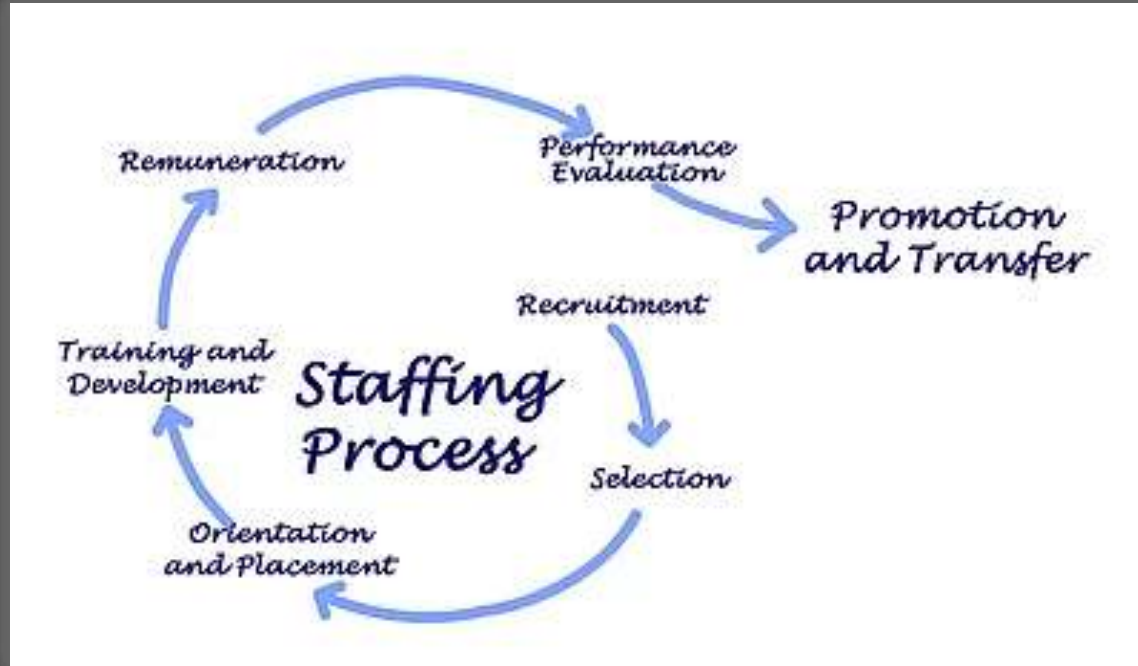 Remuneration
Performance
Evaluation
Promotion
and Transfer
Recruitment
Training and
Development
Staffing
Process
Selection
Orientation
and Placement